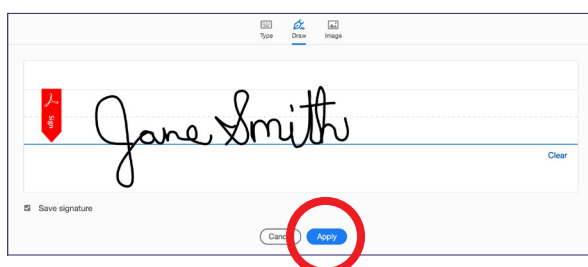 Type Draw Image
Sign
Jane Smith
Clear
Save signature
Cancel Apply